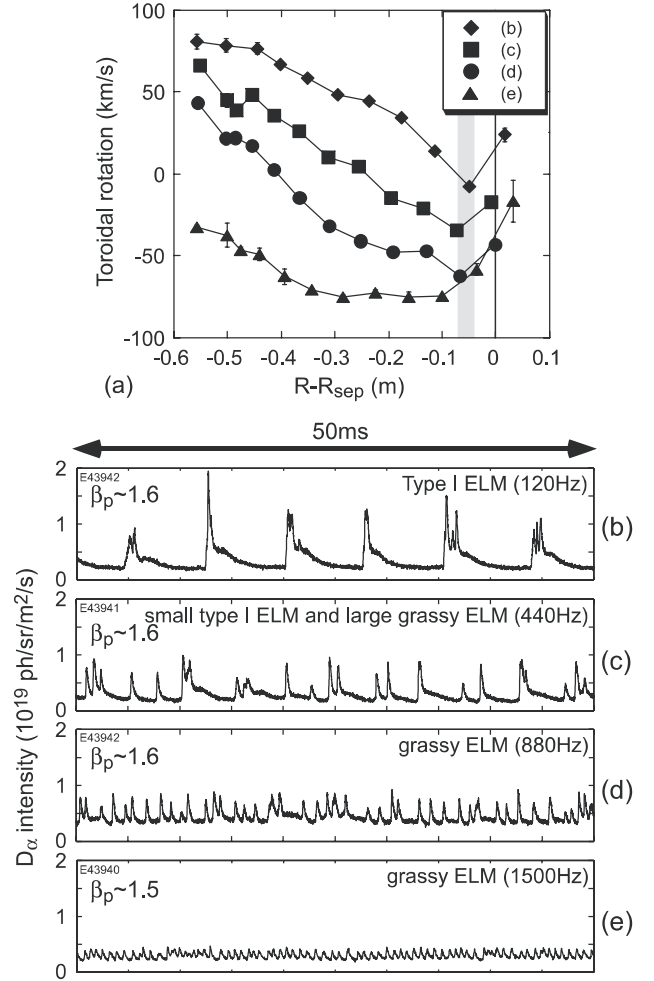 100
50
0
-50
-100
Toroidal rotation (km/s)
(b)
(c)
(d)
(e)
-0.6 -0.5 -0.4 -0.3 -0.2 -0.1 0 0.1
(a) R-Rsep (m)
50ms
Dα intensity (10¹⁹ ph/sr/m²/s)
2
1
0
E43942
βp~1.6
Type I ELM (120Hz)
(b)
2
1
0
E43941
βp~1.6
small type I ELM and large grassy ELM (440Hz)
(c)
2
1
0
E43942
βp~1.6
grassy ELM (880Hz)
(d)
2
1
0
E43940
βp~1.5
grassy ELM (1500Hz)
(e)